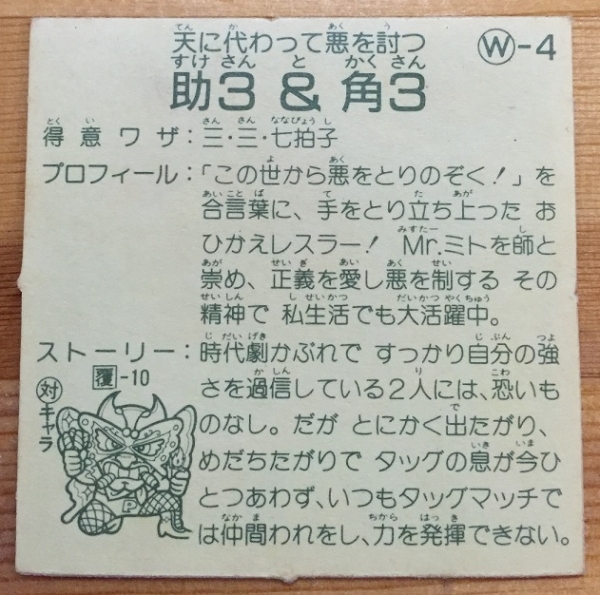 天に代わって悪を討つ Ⓦ-4
助3 & 角3
得意ワザ:三・三・七拍子
プロフィール:「この世から悪をとりのぞく!」を
合言葉に、手をとり立ち上った お
ひかえレスラー! Mr.ミトを師と
崇め、正義を愛し悪を制する その
精神で 私生活でも大活躍中。
ストーリー:時代劇かぶれで すっかり自分の強
さを過信している2人には、恐いも
のなし。だが とにかく出たがり、
めだちたがりで タッグの息が今ひ
とつあわず、いつもタッグマッチで
は仲間われをし、力を発揮できない。
覆-10
対キャラ
P